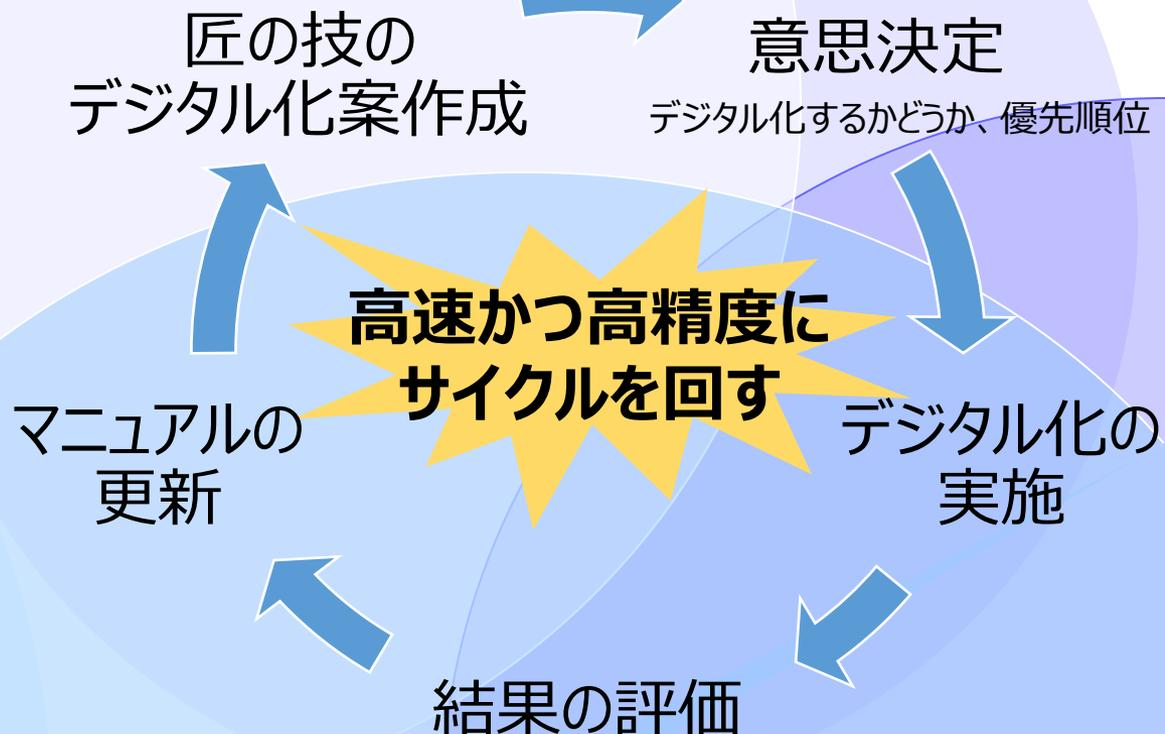 匠の技の
デジタル化案作成
意思決定
デジタル化するかどうか、優先順位
高速かつ高精度に
サイクルを回す
マニュアルの
更新
デジタル化の
実施
結果の評価